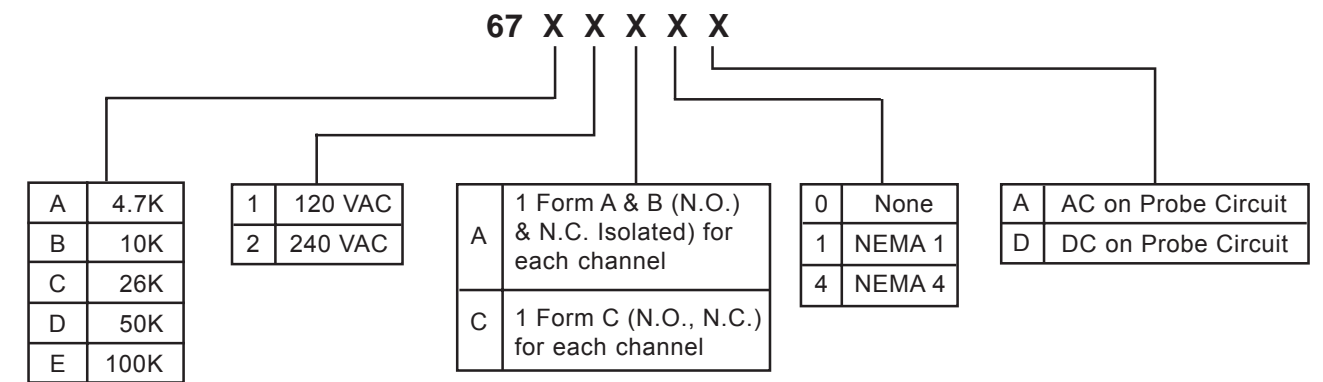 67 X X X X X
A 4.7K
B 10K
C 26K
D 50K
E 100K
1 120 VAC
2 240 VAC
A 1 Form A & B (N.O.)
& N.C. Isolated) for
each channel
C 1 Form C (N.O., N.C.)
for each channel
0 None
1 NEMA 1
4 NEMA 4
A AC on Probe Circuit
D DC on Probe Circuit